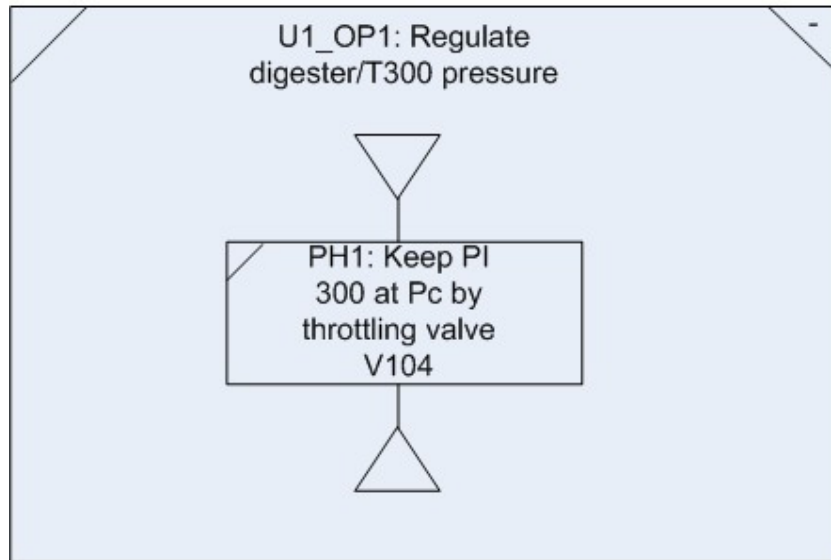 -
U1_OP1: Regulate
digester/T300 pressure
PH1: Keep PI
300 at Pc by
throttling valve
V104